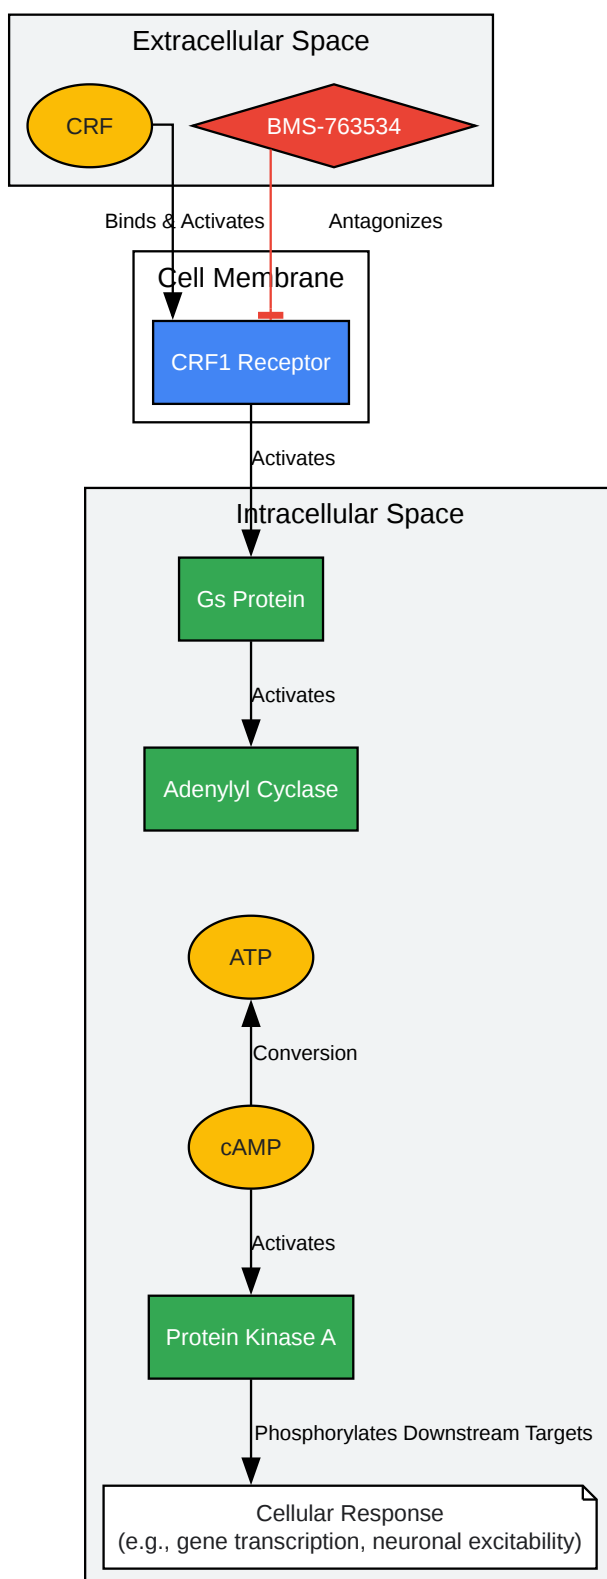 Extracellular Space
CRF
BMS-763534
Binds & Activates
Antagonizes
Cell Membrane
CRF1 Receptor
Activates
Intracellular Space
Gs Protein
Activates
Adenylyl Cyclase
ATP
Conversion
cAMP
Activates
Protein Kinase A
Phosphorylates Downstream Targets
Cellular Response
(e.g., gene transcription, neuronal excitability)